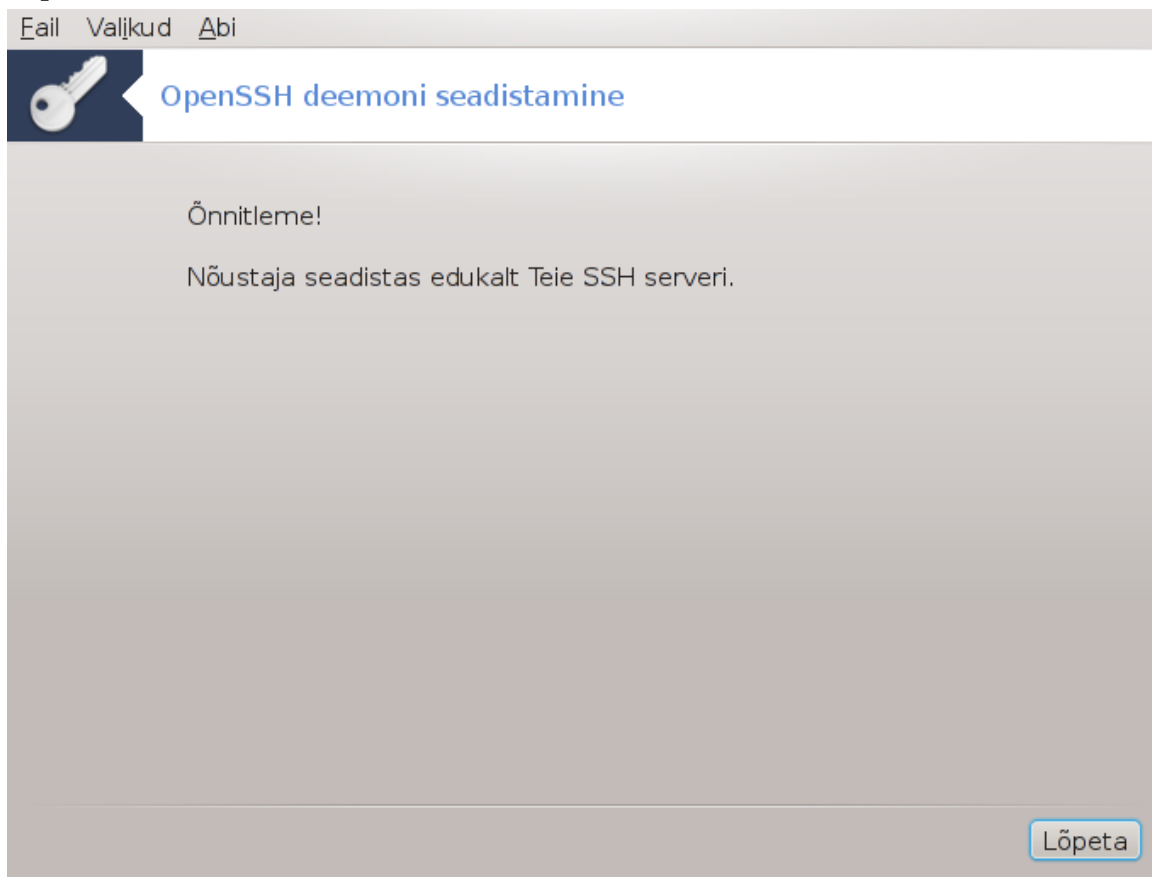 Fail Valikud Abi
OpenSSH deemoni seadistamine
Õnnitleme!
Nõustaja seadistas edukalt Teie SSH serveri.
Lõpeta